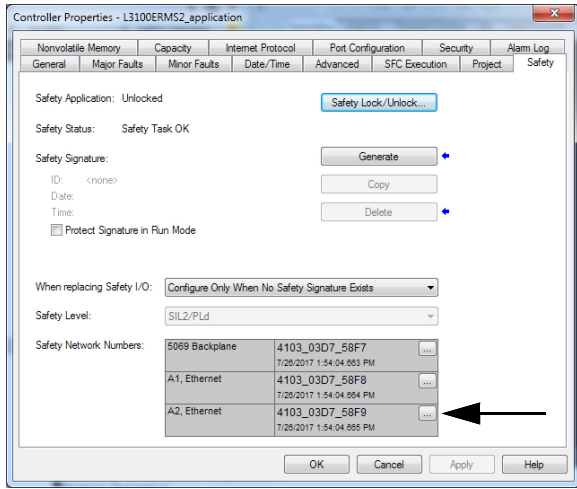 Controller Properties - L3100ERMS2_application
Nonvolatile Memory Capacity Internet Protocol Port Configuration Security Alarm Log
General Major Faults Minor Faults Date/Time Advanced SFC Execution Project Safety
Safety Application: Unlocked
Safety Lock/Unlock...
Safety Status: Safety Task OK
Safety Signature:
Generate
ID: <none>
Copy
Date:
Time:
Delete
Protect Signature in Run Mode
When replacing Safety I/O: Configure Only When No Safety Signature Exists
Safety Level: SIL2/PLd
Safety Network Numbers: 5069 Backplane 4103_03D7_58F7 ...
7/26/2017 1:54:04.663 PM
A1, Ethernet 4103_03D7_58F8 ...
7/26/2017 1:54:04.664 PM
A2, Ethernet 4103_03D7_58F9 ...
7/26/2017 1:54:04.665 PM
OK Cancel Apply Help